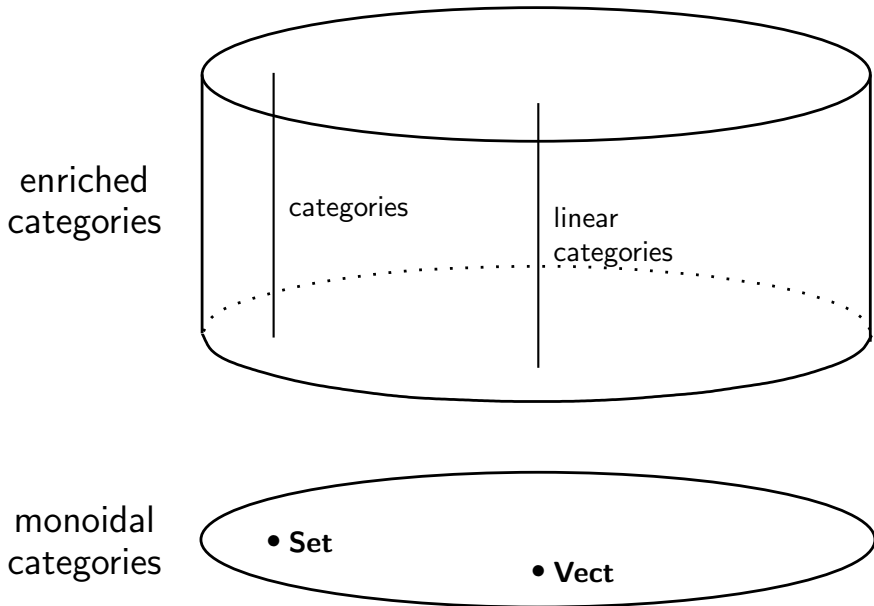 enriched
categories
categories
linear
categories
monoidal
categories
Set
Vect